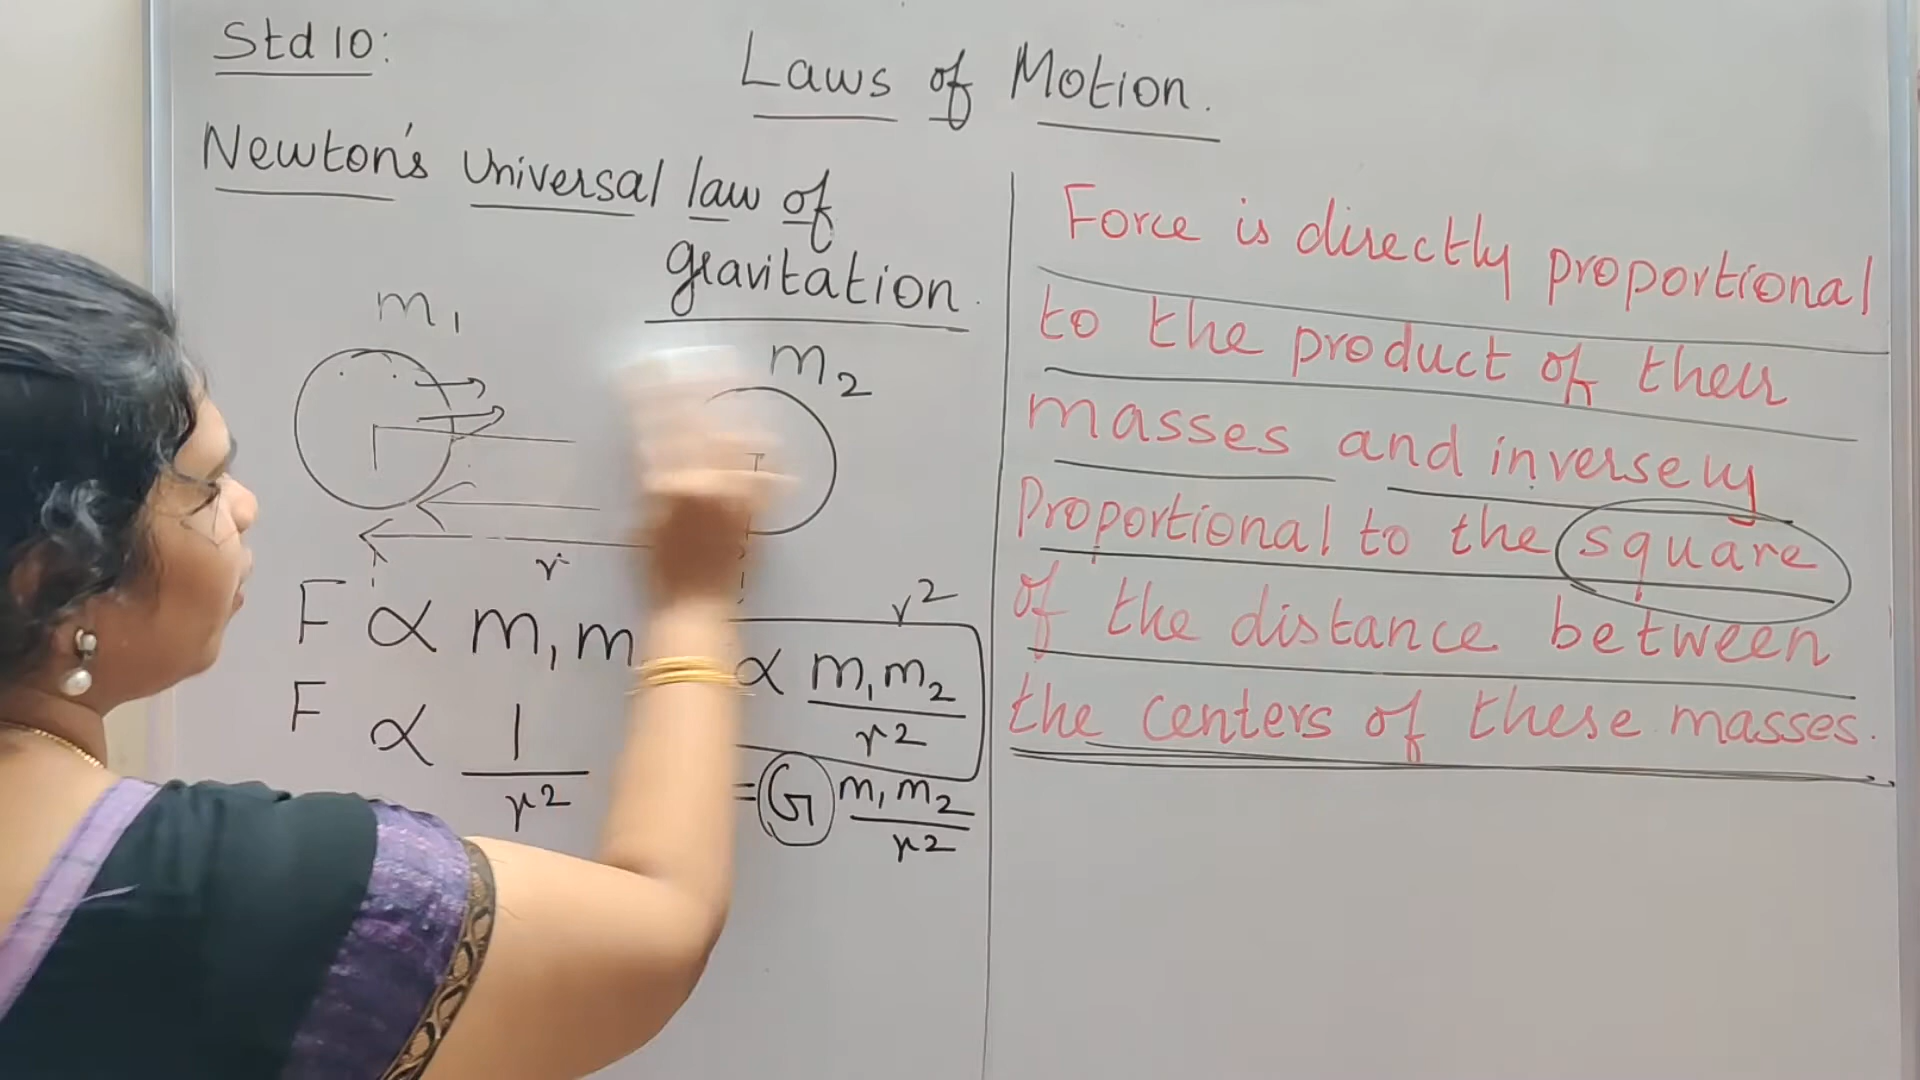 Std 10:
Laws of Motion.
Newton's Universal law of
gravitation.
m₁
m₂
r
F ∝ m₁m
F ∝ 1/r²
r²
∝ m₁m₂/r²
= G m₁m₂/r²
Force is directly proportional
to the product of their
masses and inversely
Proportional to the square
of the distance between
the centers of these masses.